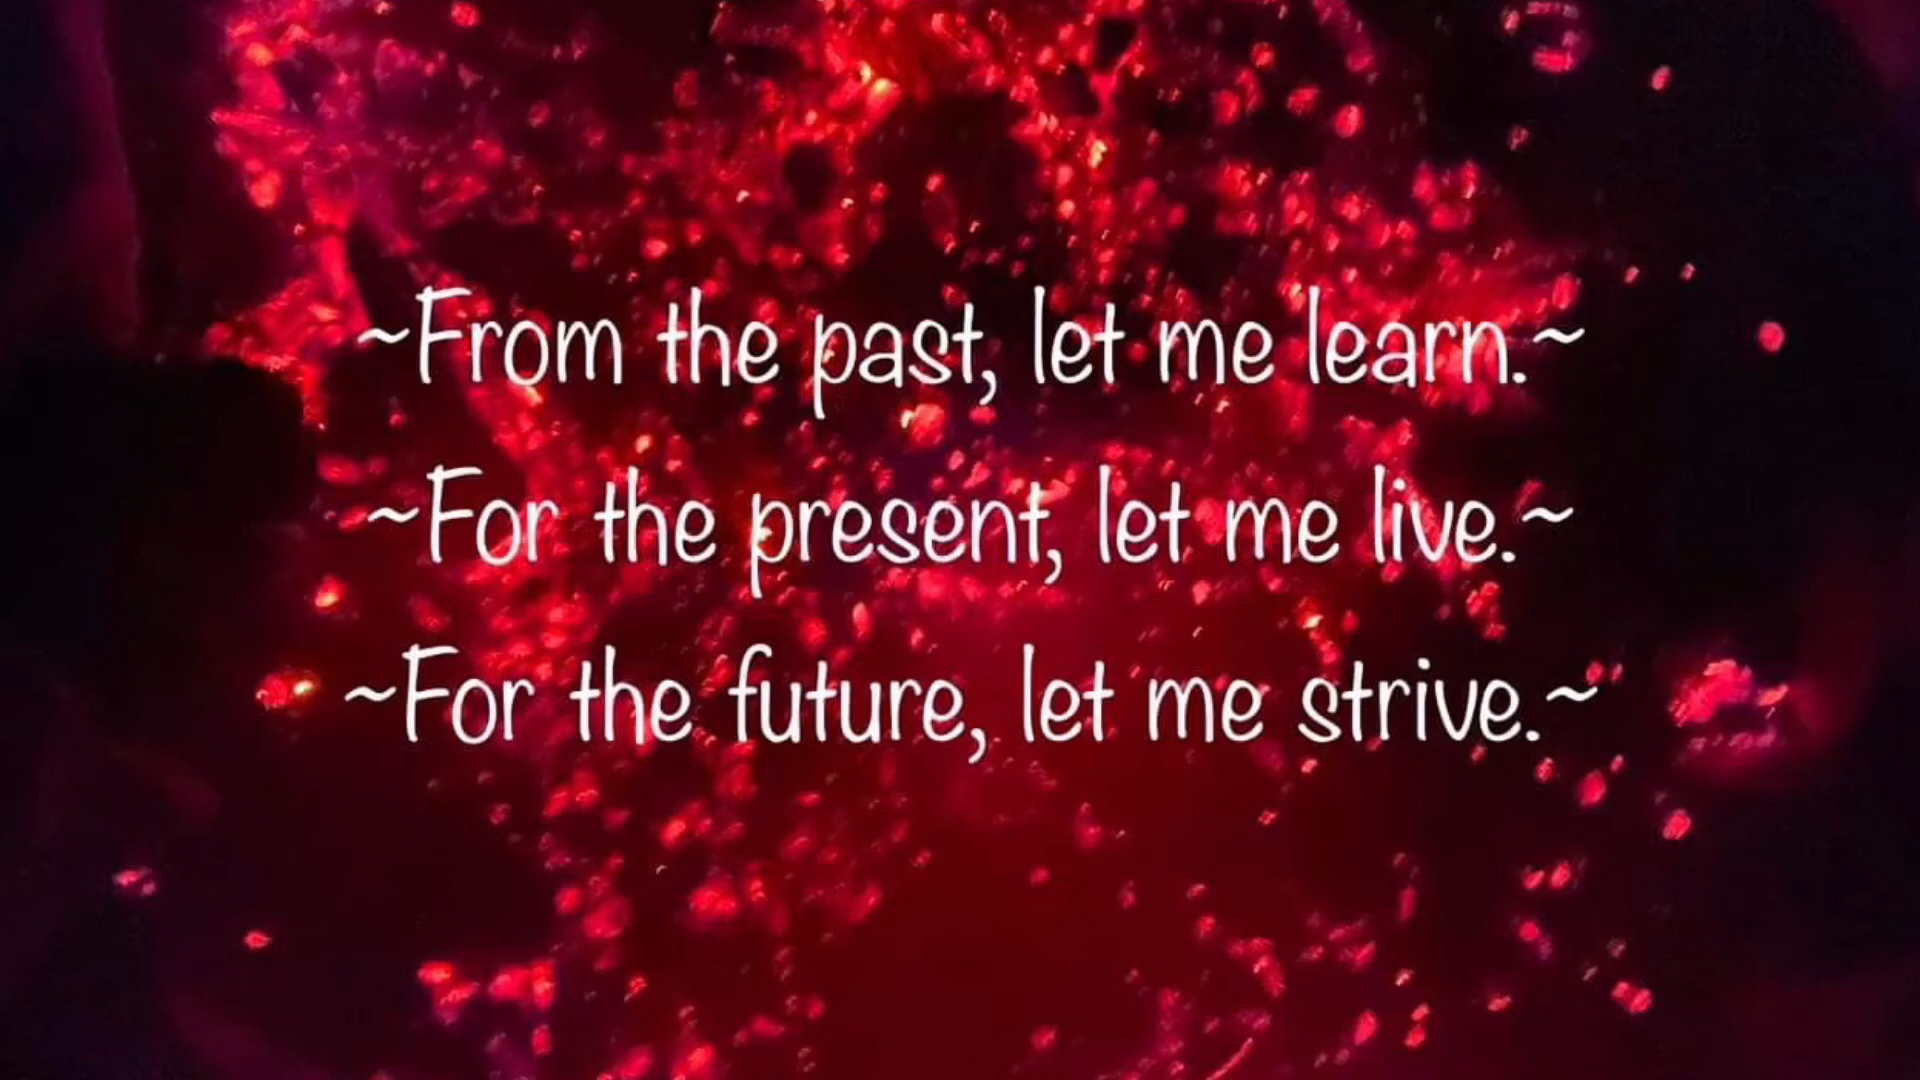 ~From the past, let me learn.~
~For the present, let me live.~
~For the future, let me strive.~